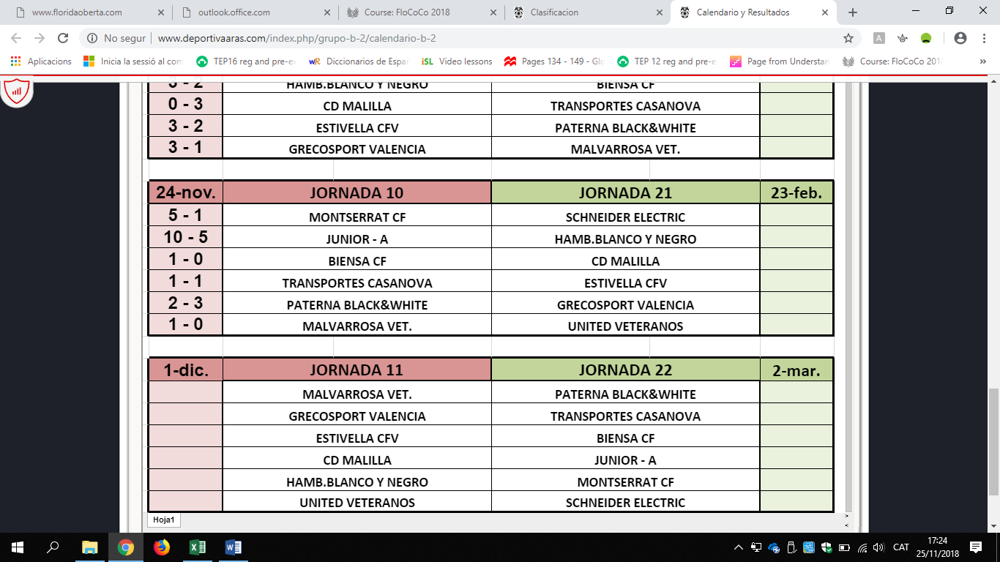 www.floridaoberta.com
outlook.office.com
Course: FloCoCo 2018
Clasificacion
Calendario y Resultados
No segur www.deportivaaras.com/index.php/grupo-b-2/calendario-b-2
A
Aplicacions Inicia la sessió al com TEP16 reg and pre-ex wR Diccionarios de Espa iSL Video lessons Pages 134 - 149 - Glo TEP 12 reg and pre-e Page from Understan Course: FloCoCo 2018 »
3 - 2 HAMB.BLANCO Y NEGRO BIENSA CF
0 - 3 CD MALILLA TRANSPORTES CASANOVA
3 - 2 ESTIVELLA CFV PATERNA BLACK&WHITE
3 - 1 GRECOSPORT VALENCIA MALVARROSA VET.
24-nov. JORNADA 10 JORNADA 21 23-feb.
5 - 1 MONTSERRAT CF SCHNEIDER ELECTRIC
10 - 5 JUNIOR - A HAMB.BLANCO Y NEGRO
1 - 0 BIENSA CF CD MALILLA
1 - 1 TRANSPORTES CASANOVA ESTIVELLA CFV
2 - 3 PATERNA BLACK&WHITE GRECOSPORT VALENCIA
1 - 0 MALVARROSA VET. UNITED VETERANOS
1-dic. JORNADA 11 JORNADA 22 2-mar.
MALVARROSA VET. PATERNA BLACK&WHITE
GRECOSPORT VALENCIA TRANSPORTES CASANOVA
ESTIVELLA CFV BIENSA CF
CD MALILLA JUNIOR - A
HAMB.BLANCO Y NEGRO MONTSERRAT CF
UNITED VETERANOS SCHNEIDER ELECTRIC
Hoja1
CAT
17:24
25/11/2018